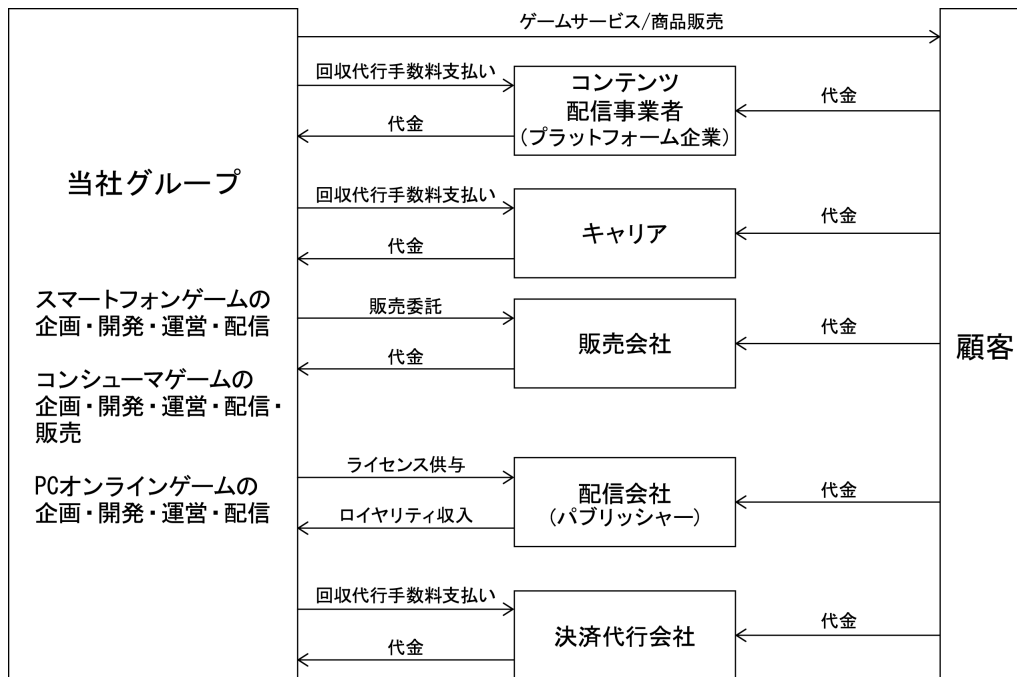 ゲームサービス/商品販売
当社グループ
スマートフォンゲームの
企画・開発・運営・配信
コンシューマゲームの
企画・開発・運営・配信・
販売
PCオンラインゲームの
企画・開発・運営・配信
回収代行手数料支払い
代金
コンテンツ
配信事業者
(プラットフォーム企業)
代金
回収代行手数料支払い
代金
キャリア
代金
販売委託
代金
販売会社
代金
ライセンス供与
ロイヤリティ収入
配信会社
(パブリッシャー)
代金
回収代行手数料支払い
代金
決済代行会社
代金
顧客